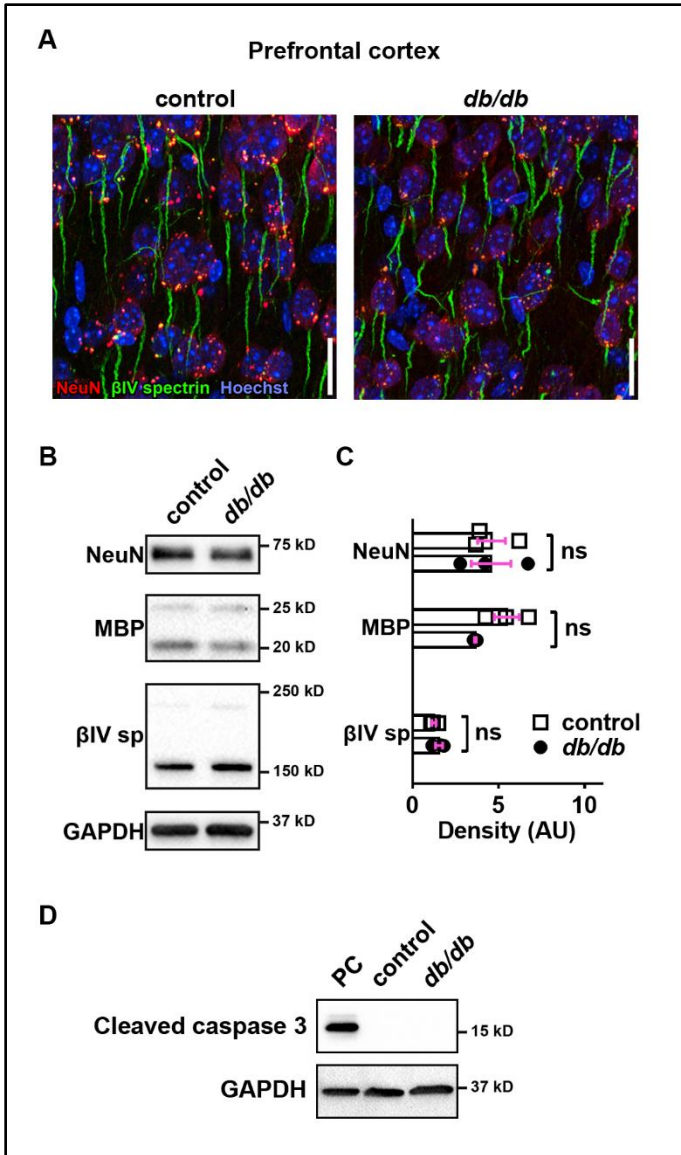 A
Prefrontal cortex
control
db/db
NeuN βIV spectrin Hoechst
B
control
db/db
NeuN
75 kD
MBP
25 kD
20 kD
βIV sp
250 kD
150 kD
GAPDH
37 kD
C
NeuN
ns
MBP
ns
βIV sp
ns
control
db/db
0 5 10
Density (AU)
D
PC
control
db/db
Cleaved caspase 3
15 kD
GAPDH
37 kD